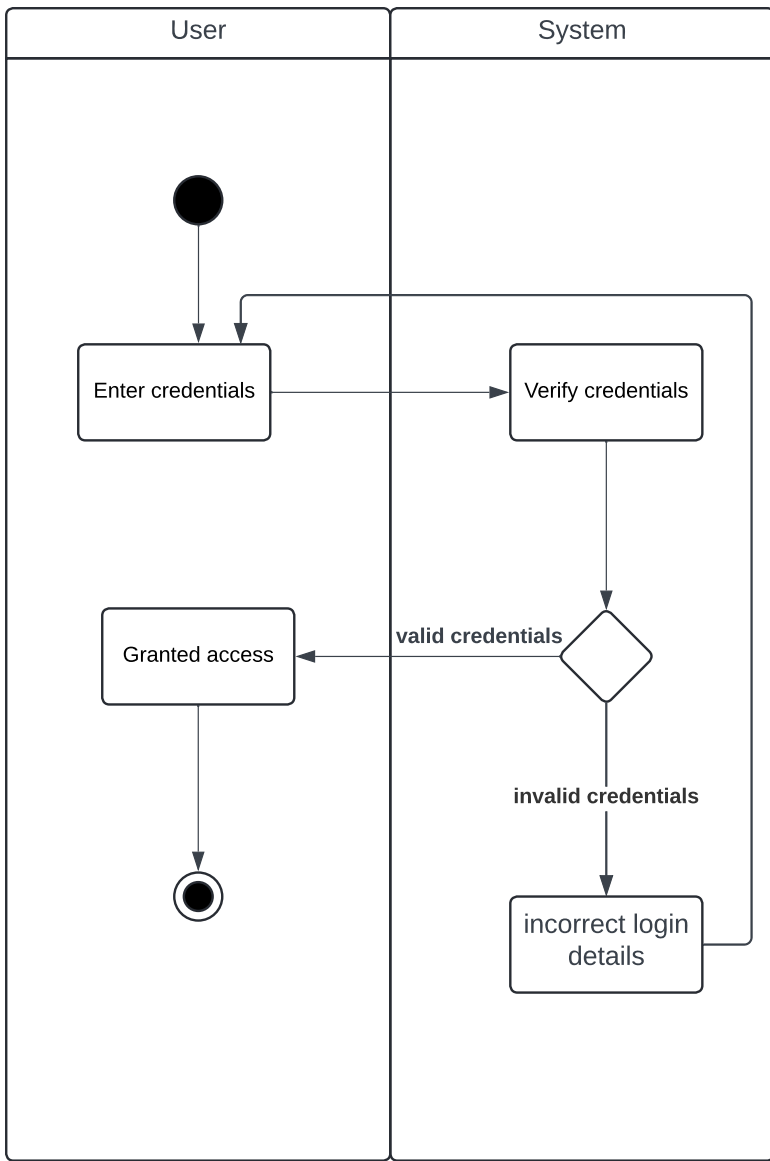 User
System
Enter credentials
Verify credentials
Granted access
valid credentials
invalid credentials
incorrect login
details